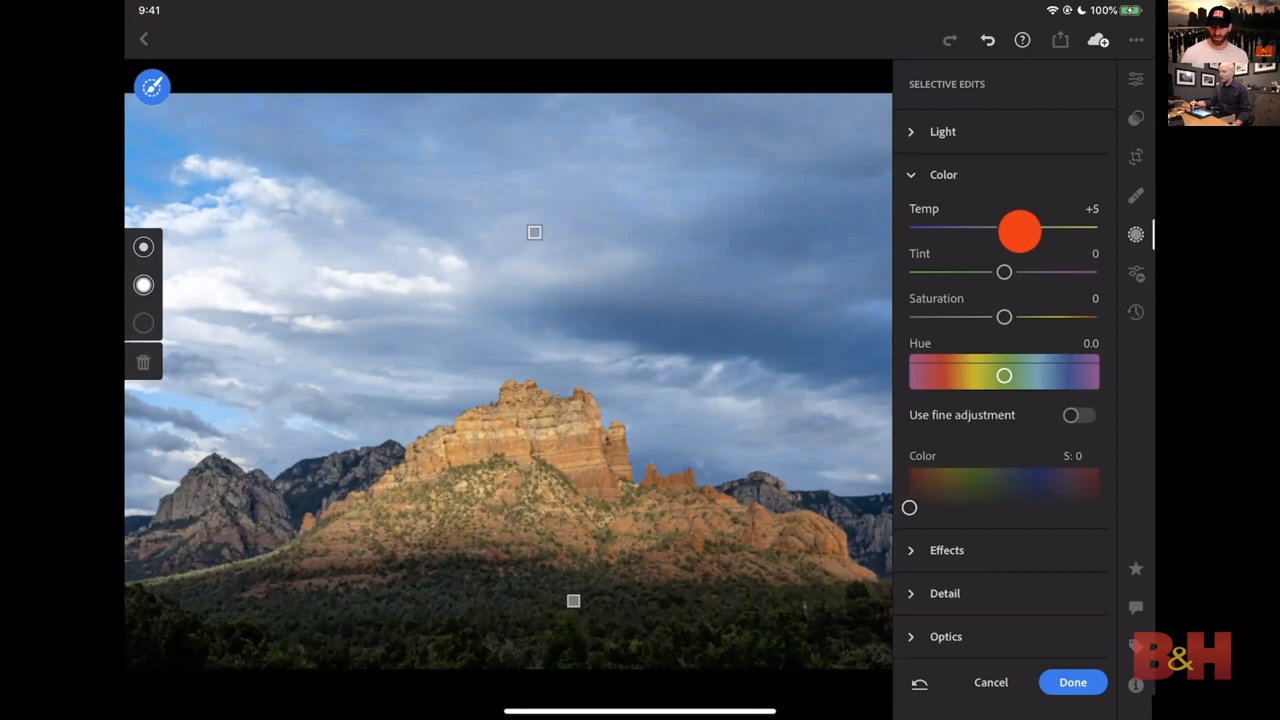 9:41
100%
SELECTIVE EDITS
Light
Color
Temp +5
Tint 0
Saturation 0
Hue 0.0
Use fine adjustment
Color S: 0
Effects
Detail
Optics
Cancel Done
B&H